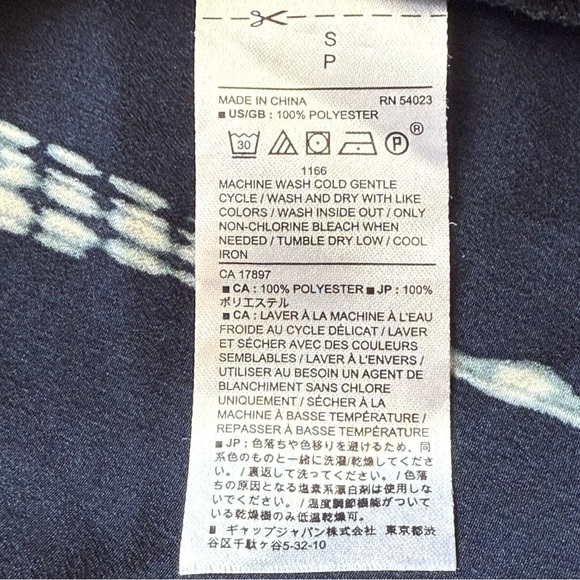 S
P
MADE IN CHINA RN 54023
■ US/GB : 100% POLYESTER
30 P ®
1166
MACHINE WASH COLD GENTLE
CYCLE / WASH AND DRY WITH LIKE
COLORS / WASH INSIDE OUT / ONLY
NON-CHLORINE BLEACH WHEN
NEEDED / TUMBLE DRY LOW / COOL
IRON
CA 17897
■ CA : 100% POLYESTER ■ JP : 100%
ポリエステル
■ CA : LAVER À LA MACHINE À L'EAU
FROIDE AU CYCLE DÉLICAT / LAVER
ET SÉCHER AVEC DES COULEURS
SEMBLABLES / LAVER À L'ENVERS /
UTILISER AU BESOIN UN AGENT DE
BLANCHIMENT SANS CHLORE
UNIQUEMENT / SÉCHER À LA
MACHINE À BASSE TEMPÉRATURE /
REPASSER À BASSE TEMPÉRATURE
■ JP : 色落ちや色移りを避けるため、同
系色のものと一緒に洗濯/乾燥してくださ
い。 / 裏返して洗ってください。 / 色落
ちの原因となる塩素系漂白剤は使用しな
いでください。 / 温度調節機能がついて
いる乾燥機のみ低温乾燥可。
■ ギャップジャパン株式会社 東京都渋
谷区千駄ヶ谷5-32-10